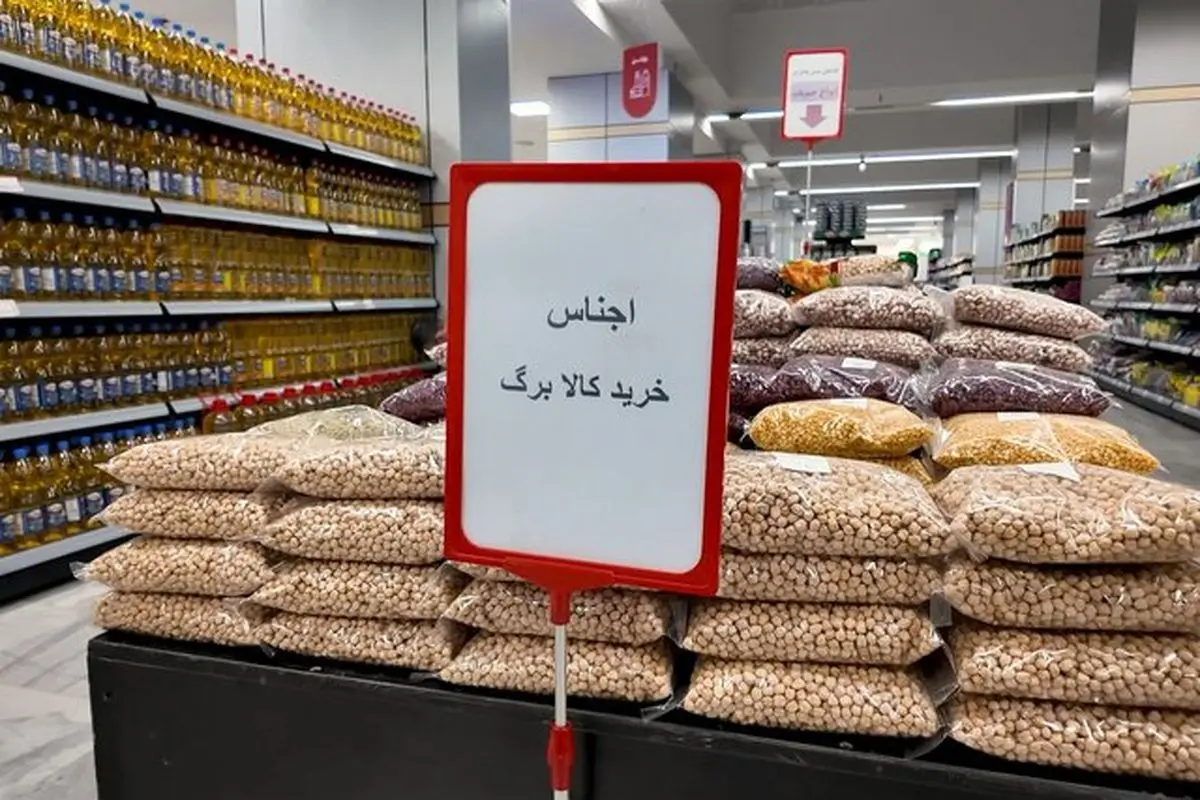 اجناس
خرید کالا برگ